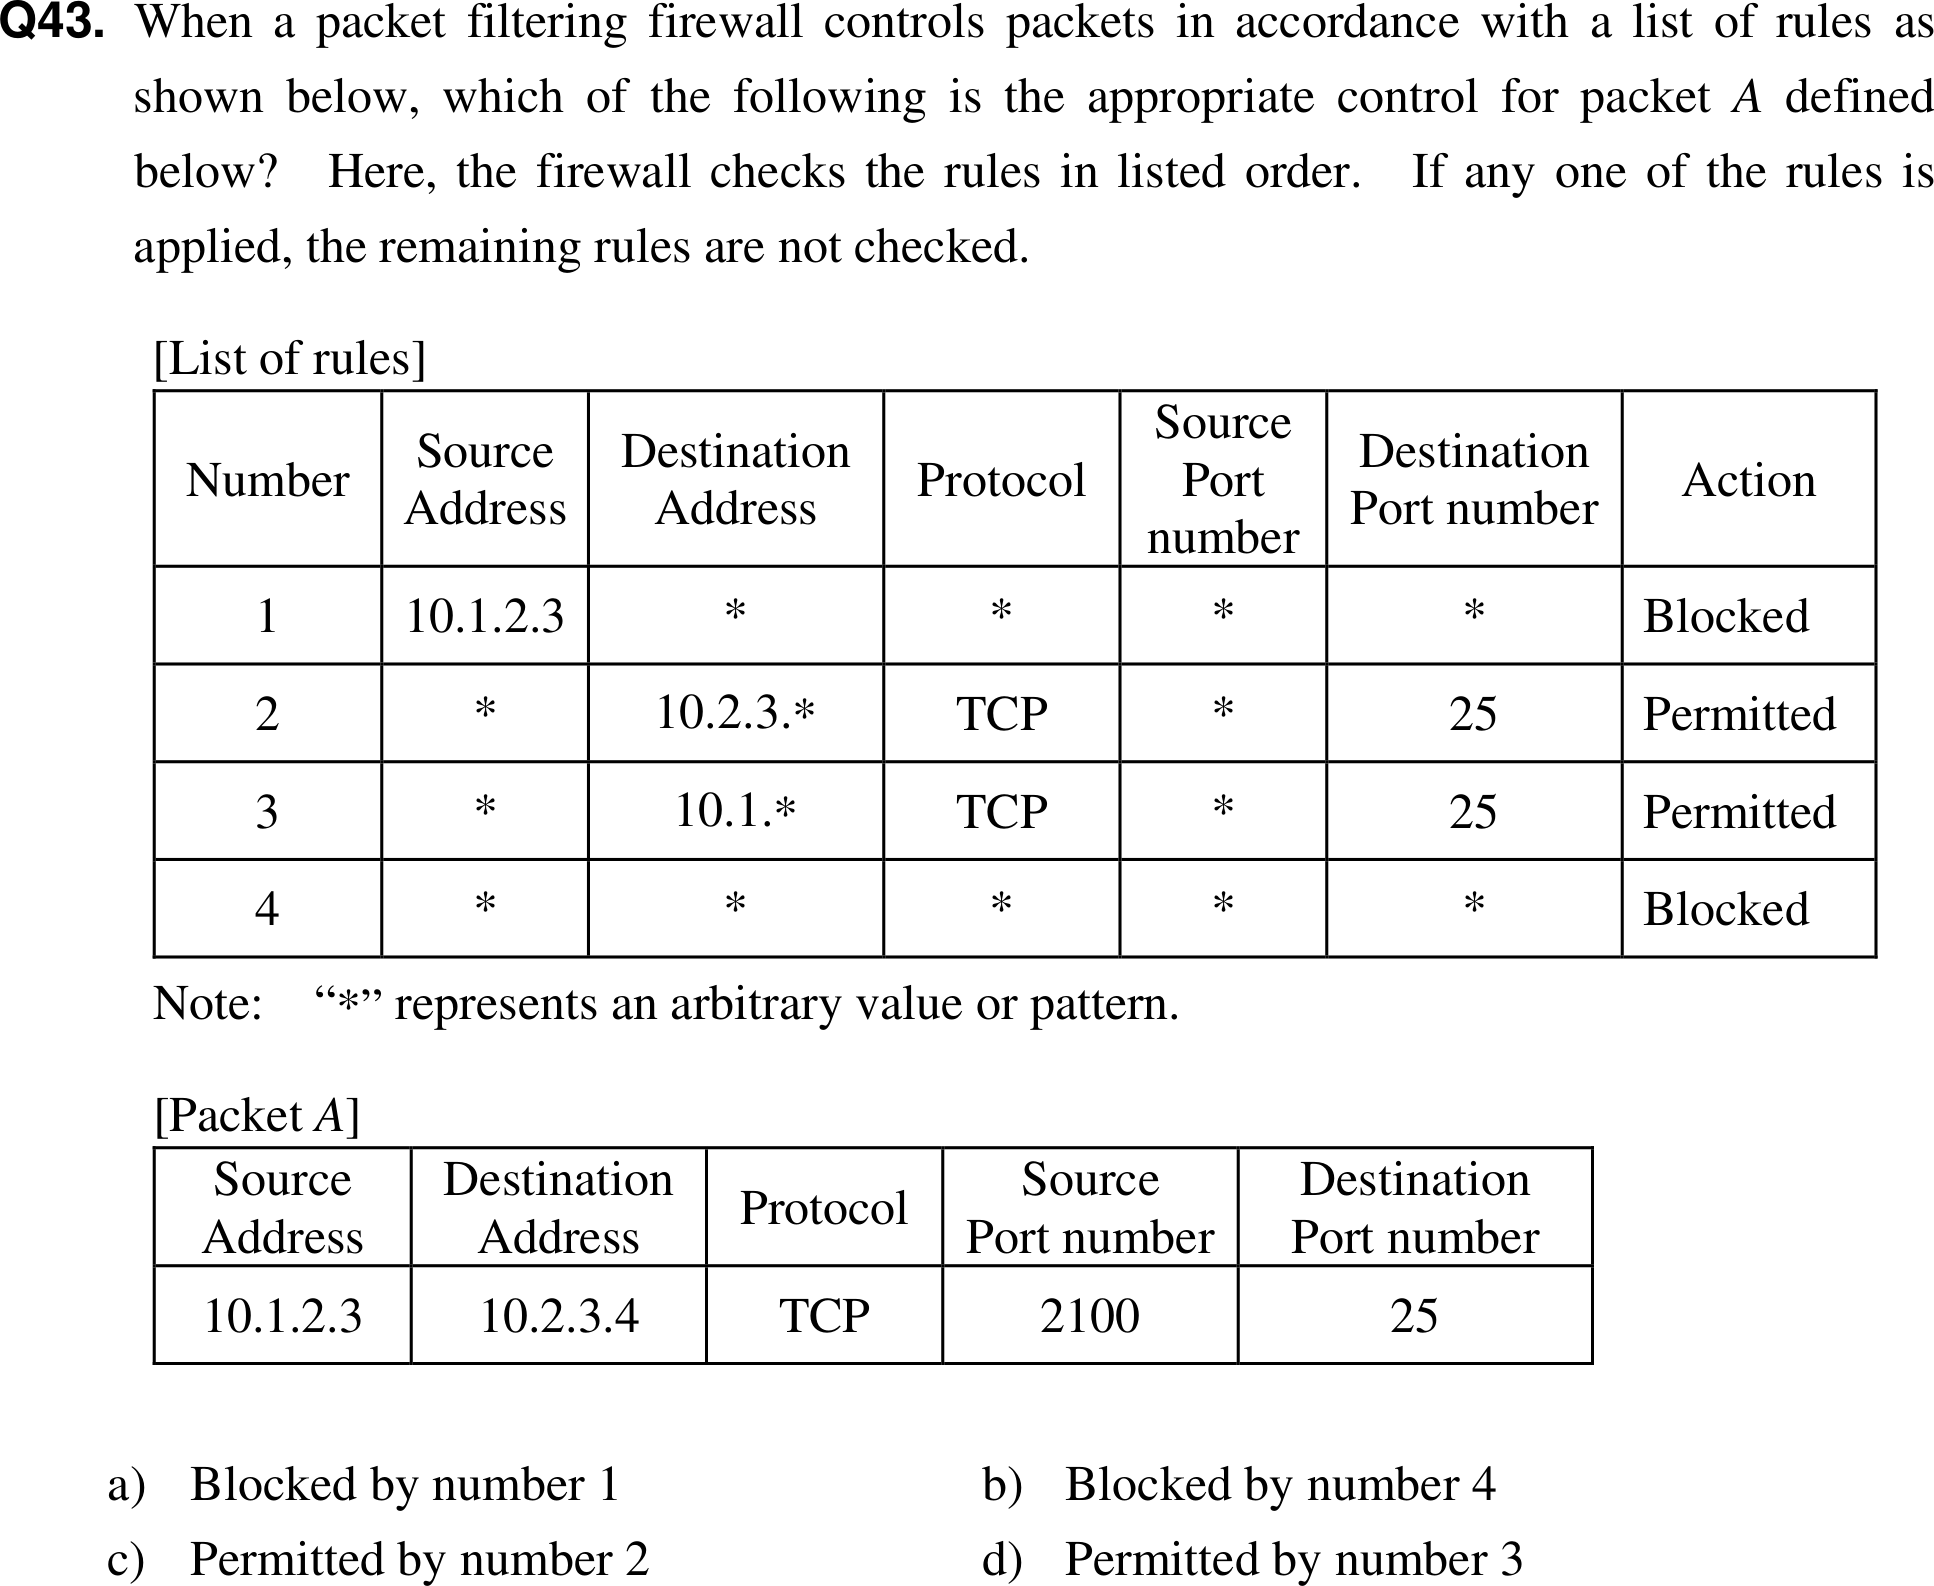 Q43. When a packet filtering firewall controls packets in accordance with a list of rules as
shown below, which of the following is the appropriate control for packet A defined
below? Here, the firewall checks the rules in listed order. If any one of the rules is
applied, the remaining rules are not checked.
[List of rules]
Number Source Address Destination Address Protocol Source Port number Destination Port number Action
1 10.1.2.3 * * * * Blocked
2 * 10.2.3.* TCP * 25 Permitted
3 * 10.1.* TCP * 25 Permitted
4 * * * * * Blocked
Note: “*” represents an arbitrary value or pattern.
[Packet A]
Source Address Destination Address Protocol Source Port number Destination Port number
10.1.2.3 10.2.3.4 TCP 2100 25
a) Blocked by number 1 b) Blocked by number 4
c) Permitted by number 2 d) Permitted by number 3